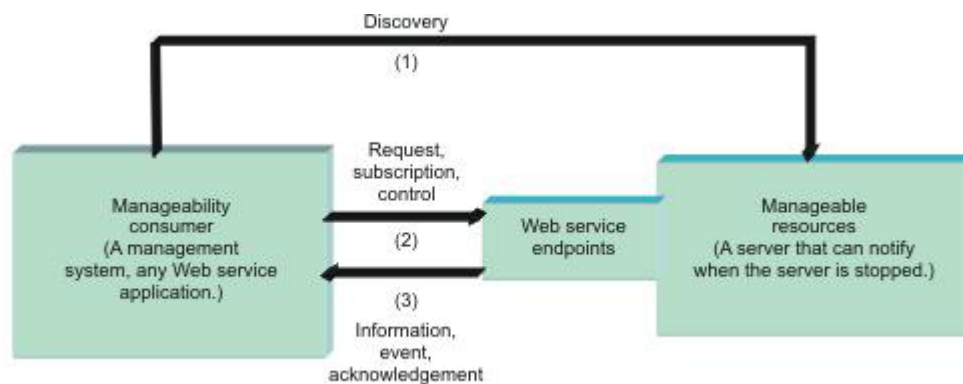 Discovery
(1)
Request,
subscription,
control
(2)
(3)
Information,
event,
acknowledgement
Manageability
consumer
(A management
system, any Web service
application.)
Web service
endpoints
Manageable
resources
(A server that can notify
when the server is stopped.)